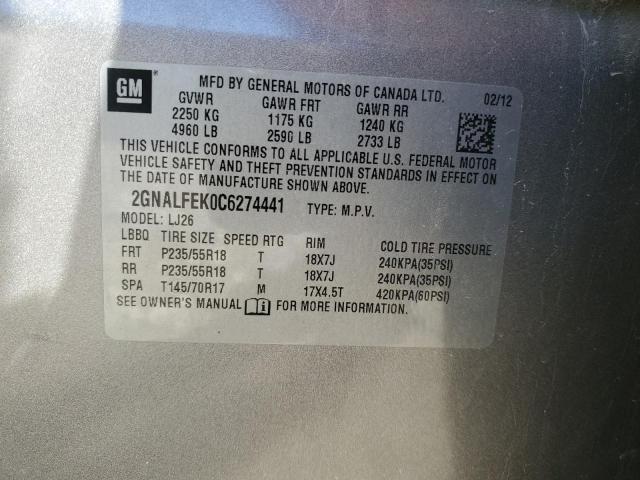 GM
MFD BY GENERAL MOTORS OF CANADA LTD. 02/12
GVWR GAWR FRT GAWR RR
2250 KG 1175 KG 1240 KG
4960 LB 2590 LB 2733 LB
THIS VEHICLE CONFORMS TO ALL APPLICABLE U.S. FEDERAL MOTOR
VEHICLE SAFETY AND THEFT PREVENTION STANDARDS IN EFFECT ON
THE DATE OF MANUFACTURE SHOWN ABOVE.
2GNALFEK0C6274441 TYPE: M.P.V.
MODEL: LJ26
LBBQ TIRE SIZE SPEED RTG RIM COLD TIRE PRESSURE
FRT P235/55R18 T 18X7J 240KPA(35PSI)
RR P235/55R18 T 18X7J 240KPA(35PSI)
SPA T145/70R17 M 17X4.5T 420KPA(60PSI)
SEE OWNER'S MANUAL FOR MORE INFORMATION.